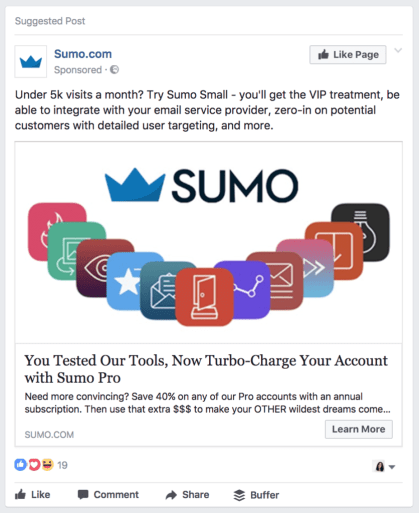 Suggested Post
Sumo.com
Sponsored ·
Like Page
Under 5k visits a month? Try Sumo Small - you'll get the VIP treatment, be
able to integrate with your email service provider, zero-in on potential
customers with detailed user targeting, and more.
SUMO
You Tested Our Tools, Now Turbo-Charge Your Account
with Sumo Pro
Need more convincing? Save 40% on any of our Pro accounts with an annual
subscription. Then use that extra $$$ to make your OTHER wildest dreams come...
SUMO.COM
Learn More
19
Like Comment Share Buffer